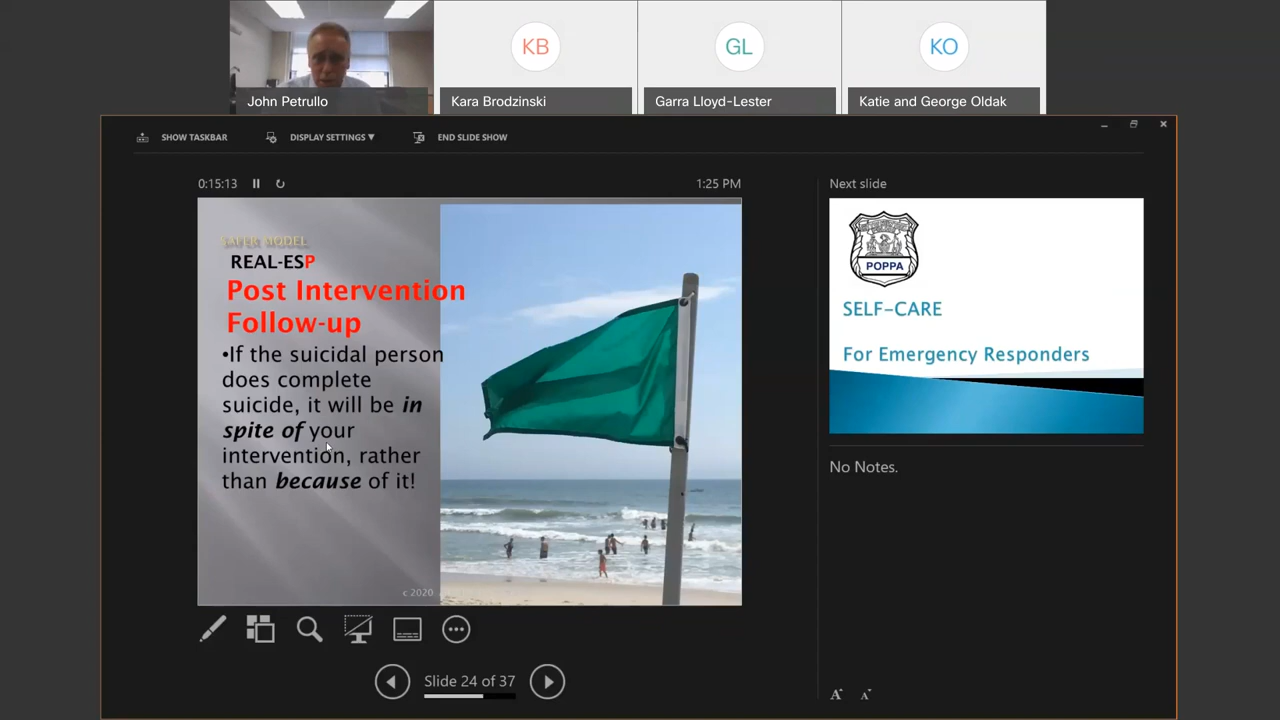 KB
GL
KO
John Petrullo
Kara Brodzinski
Garra Lloyd-Lester
Katie and George Oldak
SHOW TASKBAR
DISPLAY SETTINGS ▼
END SLIDE SHOW
0:15:13
1:25 PM
SAFER MODEL
REAL-ESP
Post Intervention
Follow-up
•If the suicidal person
does complete
suicide, it will be in
spite of your
intervention, rather
than because of it!
c 2020
Next slide
POPPA
SELF-CARE
For Emergency Responders
No Notes.
Slide 24 of 37
A
A